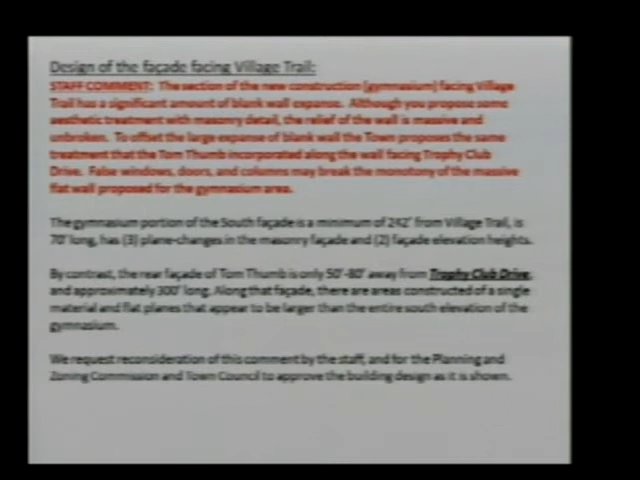 Design of the façade facing Village Trail:
STAFF COMMENT: The section of the new construction (gymnasium) facing Village
Trail has a significant amount of blank wall expanse. Although you propose some
aesthetic treatment with masonry detail, the relief of the wall is massive and
unbroken. To offset the large expanse of blank wall the Town proposes the same
treatment that the Tom Thumb incorporated along the wall facing Trophy Club
Drive. False windows, doors, and columns may break the monotony of the massive
flat wall proposed for the gymnasium area.
The gymnasium portion of the South façade is a minimum of 242' from Village Trail, is
70' long, has (3) plane-changes in the masonry façade and (2) façade elevation heights.
By contrast, the rear façade of Tom Thumb is only 50'-80' away from Trophy Club Drive,
and approximately 300' long. Along that façade, there are areas constructed of a single
material and flat planes that appear to be larger than the entire south elevation of the
gymnasium.
We request reconsideration of this comment by the staff, and for the Planning and
Zoning Commission and Town Council to approve the building design as it is shown.